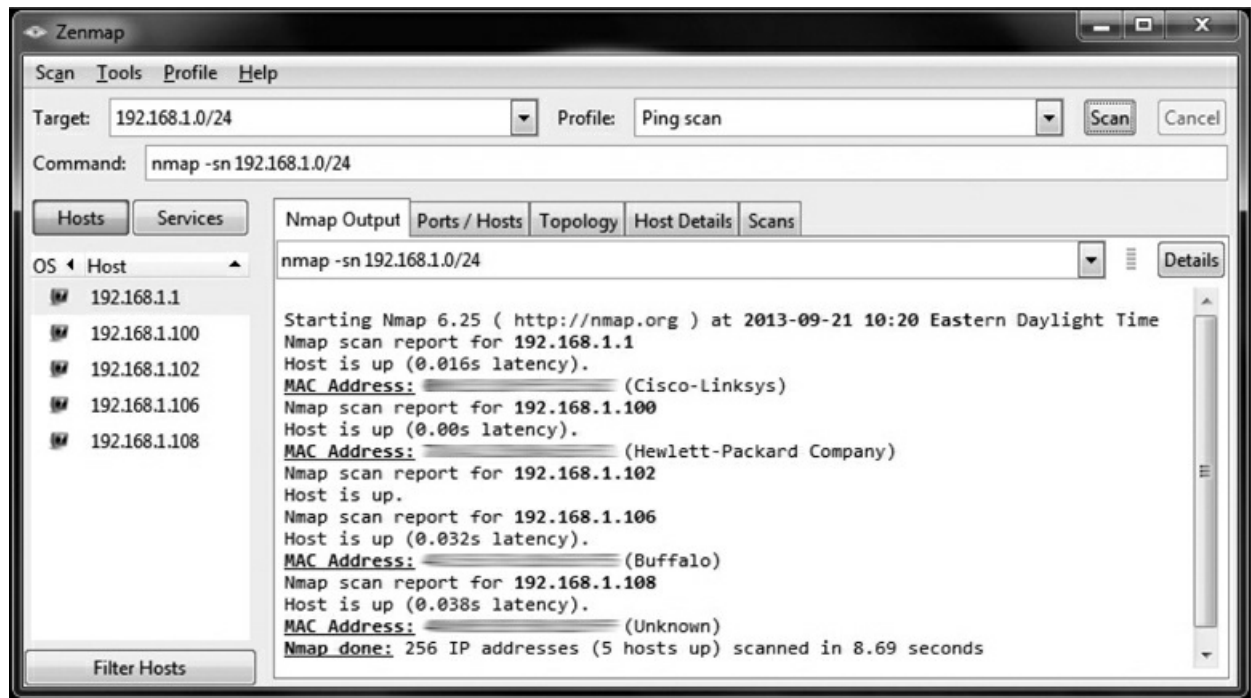 Zenmap
Scan Tools Profile Help
Target: 192.168.1.0/24 Profile: Ping scan Scan Cancel
Command: nmap -sn 192.168.1.0/24
Hosts Services
Nmap Output Ports / Hosts Topology Host Details Scans
OS Host
nmap -sn 192.168.1.0/24 Details
192.168.1.1
192.168.1.100
192.168.1.102
192.168.1.106
192.168.1.108
Starting Nmap 6.25 ( http://nmap.org ) at 2013-09-21 10:20 Eastern Daylight Time
Nmap scan report for 192.168.1.1
Host is up (0.016s latency).
MAC Address: (Cisco-Linksys)
Nmap scan report for 192.168.1.100
Host is up (0.00s latency).
MAC Address: (Hewlett-Packard Company)
Nmap scan report for 192.168.1.102
Host is up.
Nmap scan report for 192.168.1.106
Host is up (0.032s latency).
MAC Address: (Buffalo)
Nmap scan report for 192.168.1.108
Host is up (0.038s latency).
MAC Address: (Unknown)
Nmap done: 256 IP addresses (5 hosts up) scanned in 8.69 seconds
Filter Hosts